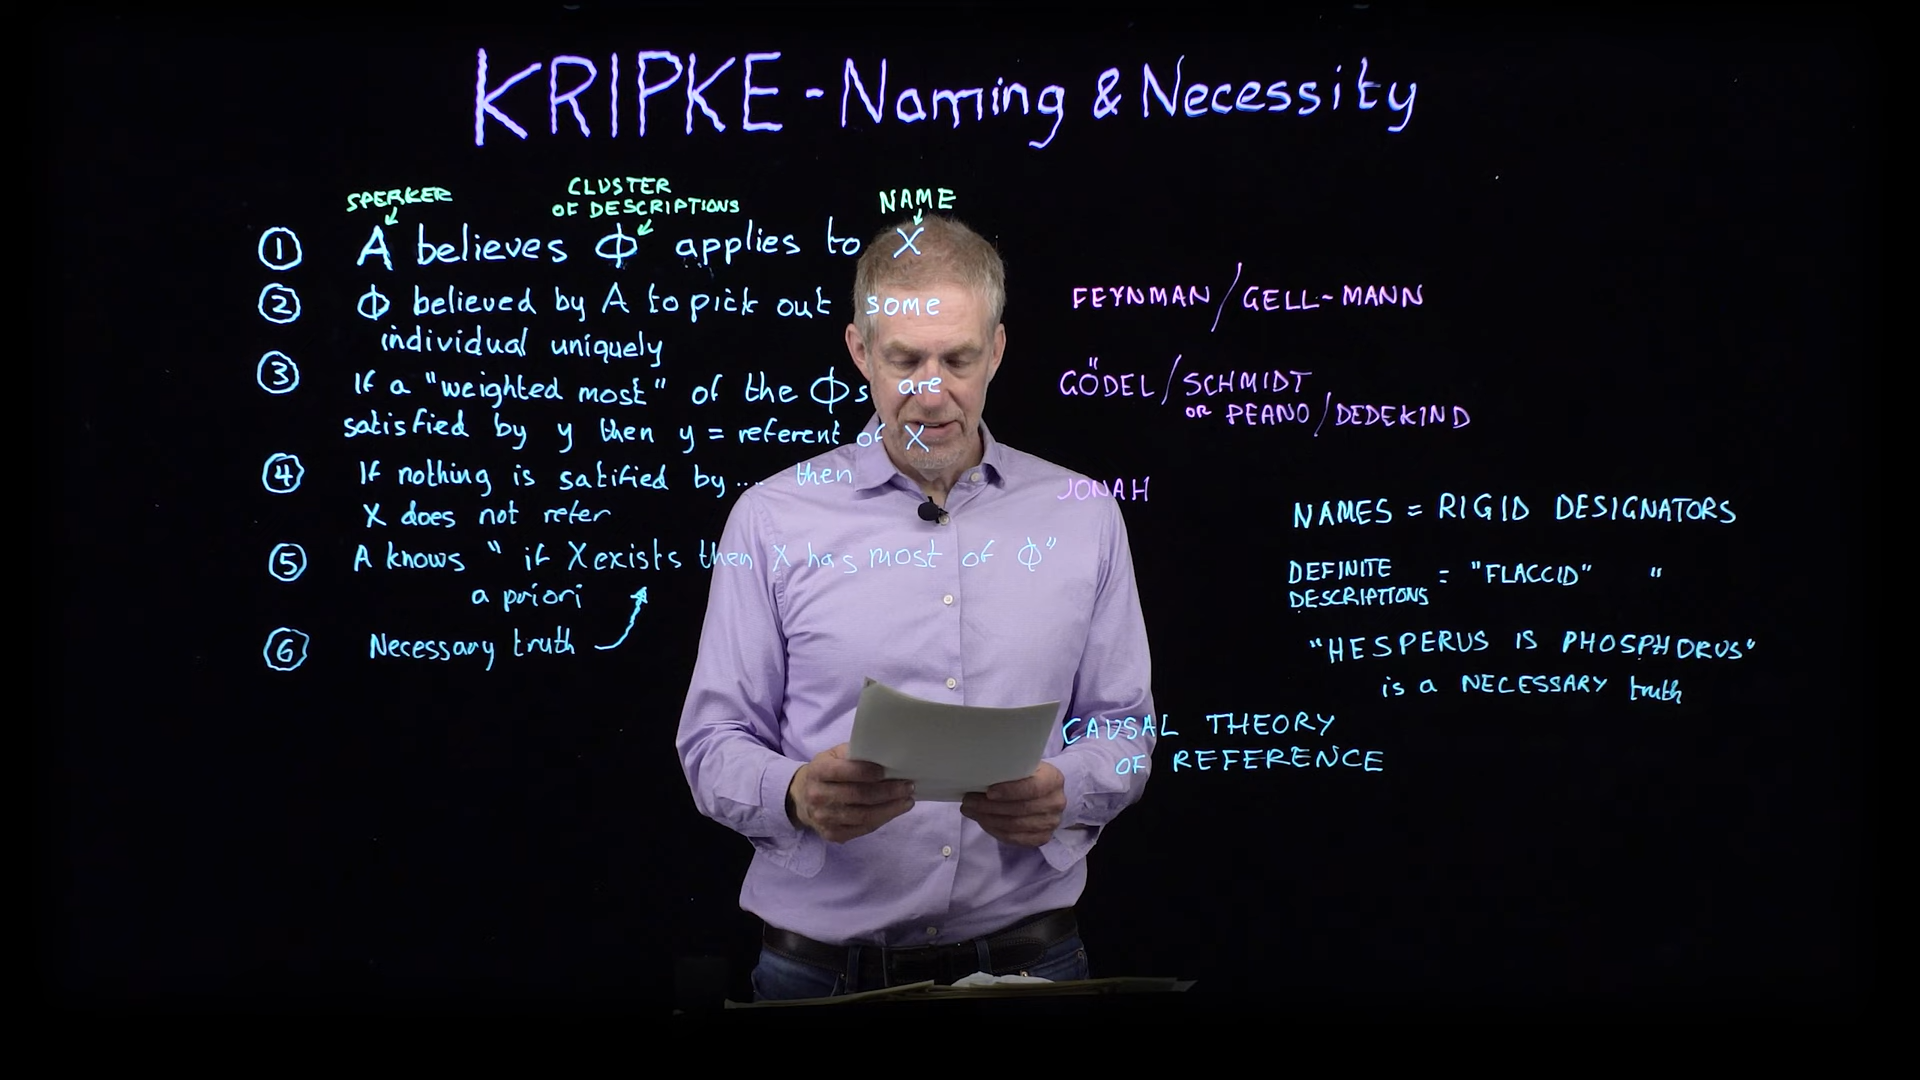 KRIPKE - Naming & Necessity
SPEAKER
CLUSTER
OF DESCRIPTIONS
NAME
① A believes Φ applies to X
② Φ believed by A to pick out some
individual uniquely
③ If a "weighted most" of the Φs are
satisfied by y then y = referent of X
④ If nothing is satified by... then
X does not refer
⑤ A knows "if X exists then X has most of Φ"
a priori
⑥ Necessary truth
FEYNMAN / GELL-MANN
GÖDEL / SCHMIDT
OR PEANO / DEDEKIND
JONAH
NAMES = RIGID DESIGNATORS
DEFINITE
DESCRIPTIONS = "FLACCID" "
"HESPERUS IS PHOSPHORUS"
is a NECESSARY truth
CAUSAL THEORY
OF REFERENCE